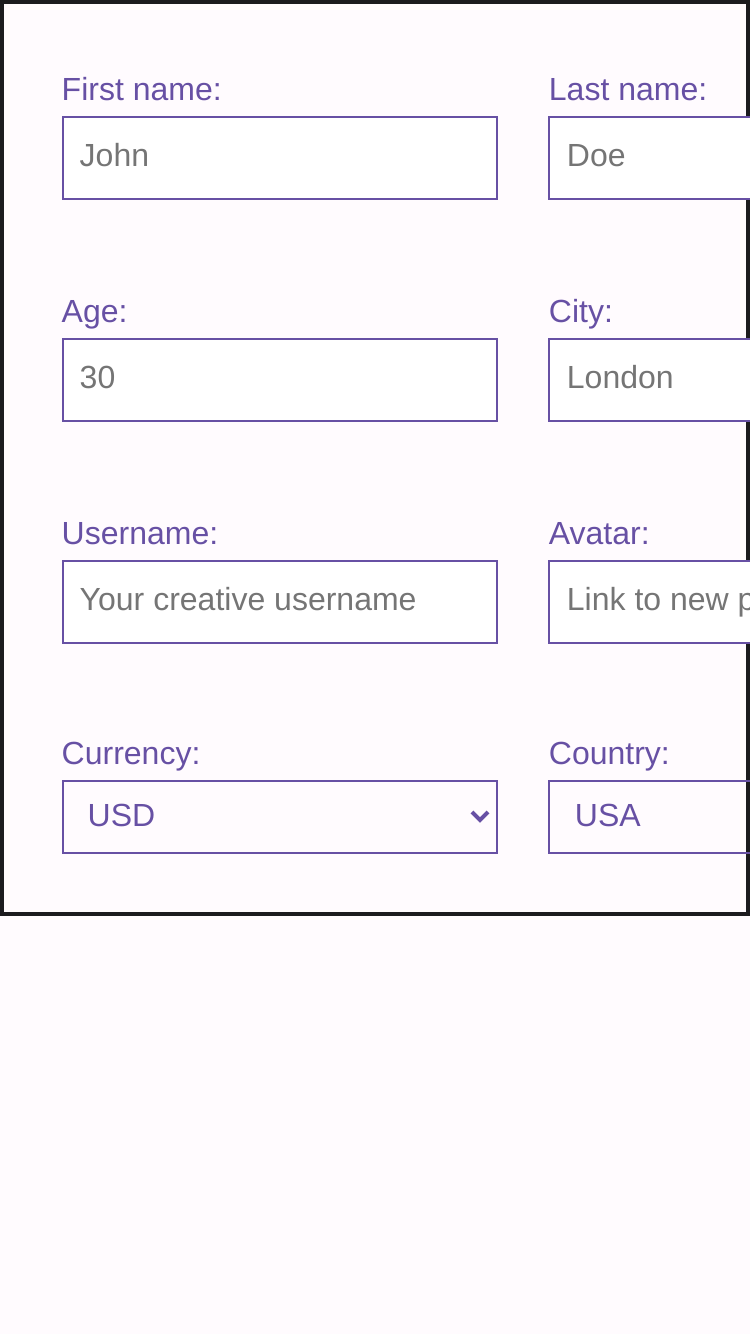 First name:
Last name:
John
Doe
Age:
City:
30
London
Username:
Avatar:
Your creative username
Link to new
Currency:
Country:
USD
USA